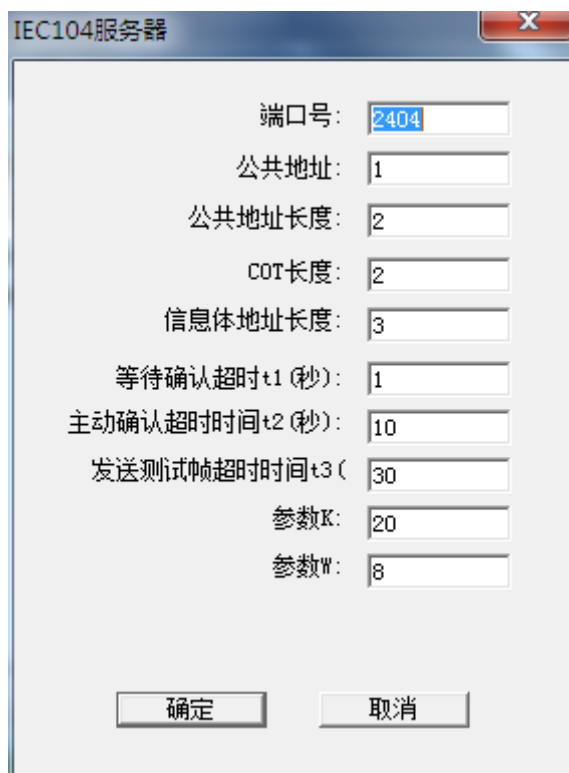 IEC104服务器
端口号: 2404
公共地址: 1
公共地址长度: 2
COT长度: 2
信息体地址长度: 3
等待确认超时t1(秒): 1
主动确认超时时间t2(秒): 10
发送测试帧超时时间t3( 30
参数K: 20
参数W: 8
确定 取消